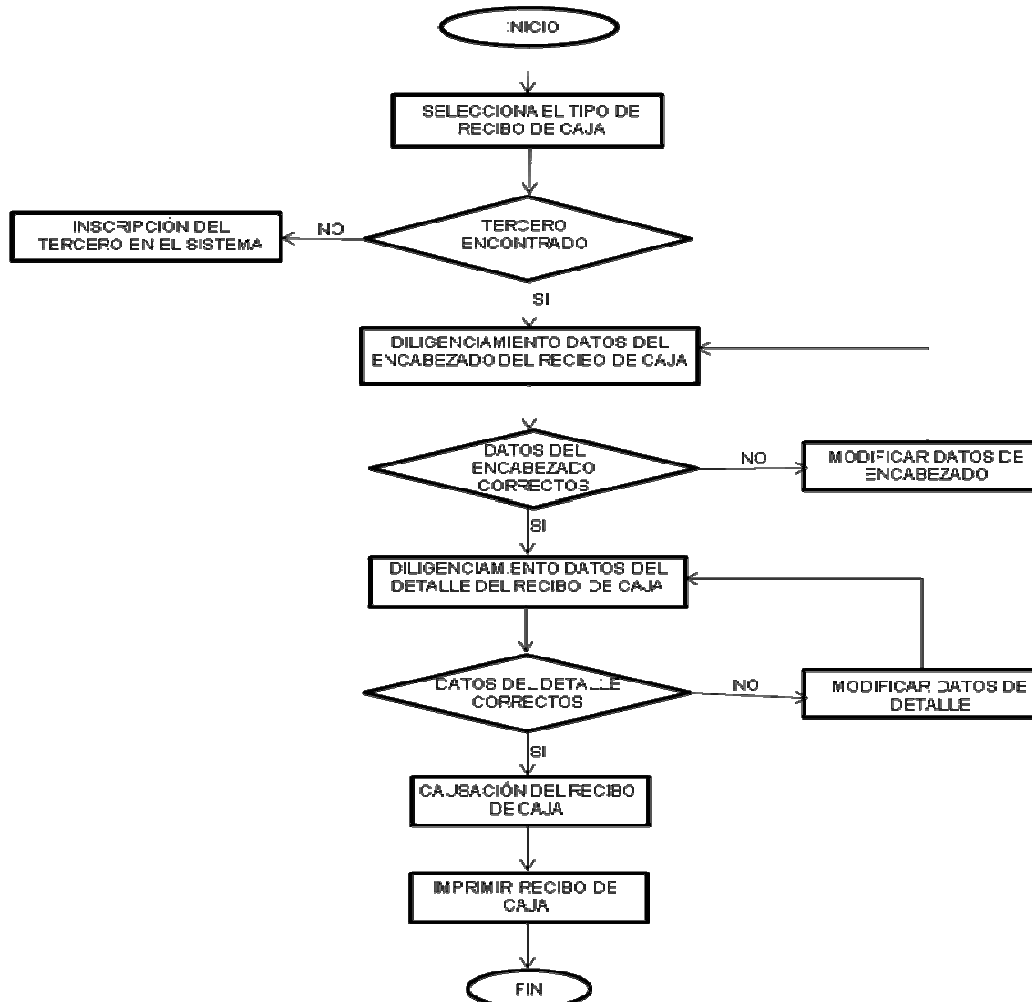 INICIO
SELECCIONA EL TIPO DE
RECIBO DE CAJA
TERCERO
ENCONTRADO
NO
INSCRIPCIÓN DEL
TERCERO EN EL SISTEMA
SI
DILIGENCIAMIENTO DATOS DEL
ENCABEZADO DEL RECIBO DE CAJA
DATOS DEL
ENCABEZADO
CORRECTOS
NO
MODIFICAR DATOS DE
ENCABEZADO
SI
DILIGENCIAMIENTO DATOS DEL
DETALLE DEL RECIBO DE CAJA
DATOS DEL DETALLE
CORRECTOS
NO
MODIFICAR DATOS DE
DETALLE
SI
CAUSACIÓN DEL RECIBO
DE CAJA
IMPRIMIR RECIBO DE
CAJA
FIN